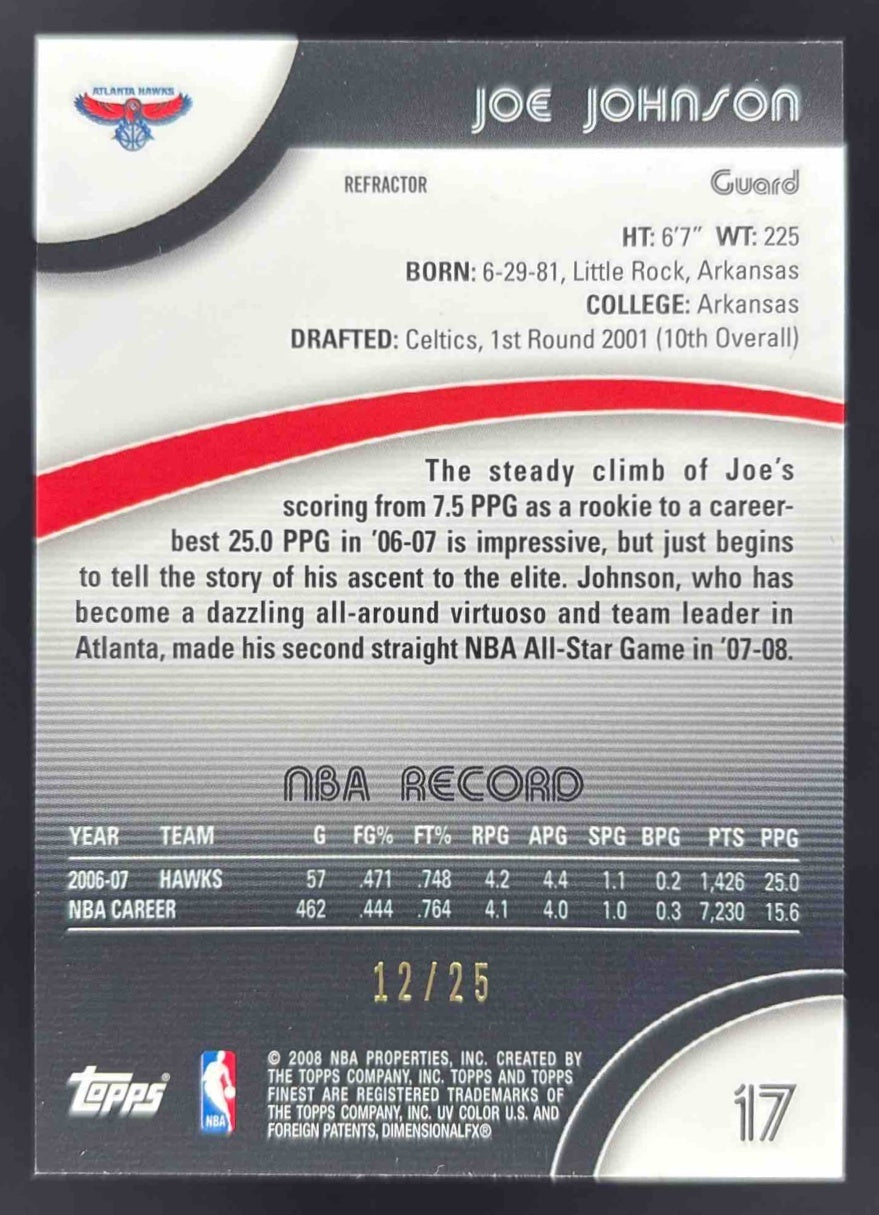 ATLANTA HAWKS
JOE JOHNSON
REFRACTOR
Guard
HT: 6'7" WT: 225
BORN: 6-29-81, Little Rock, Arkansas
COLLEGE: Arkansas
DRAFTED: Celtics, 1st Round 2001 (10th Overall)
The steady climb of Joe's
scoring from 7.5 PPG as a rookie to a career-
best 25.0 PPG in '06-07 is impressive, but just begins
to tell the story of his ascent to the elite. Johnson, who has
become a dazzling all-around virtuoso and team leader in
Atlanta, made his second straight NBA All-Star Game in '07-08.
NBA RECORD
YEAR TEAM G FG% FT% RPG APG SPG BPG PTS PPG
2006-07 HAWKS 57 .471 .748 4.2 4.4 1.1 0.2 1,426 25.0
NBA CAREER 462 .444 .764 4.1 4.0 1.0 0.3 7,230 15.6
12/25
Topps®
NBA
© 2008 NBA PROPERTIES, INC. CREATED BY
THE TOPPS COMPANY, INC. TOPPS AND TOPPS
FINEST ARE REGISTERED TRADEMARKS OF
THE TOPPS COMPANY, INC. UV COLOR U.S. AND
FOREIGN PATENTS, DIMENSIONALFX®
17